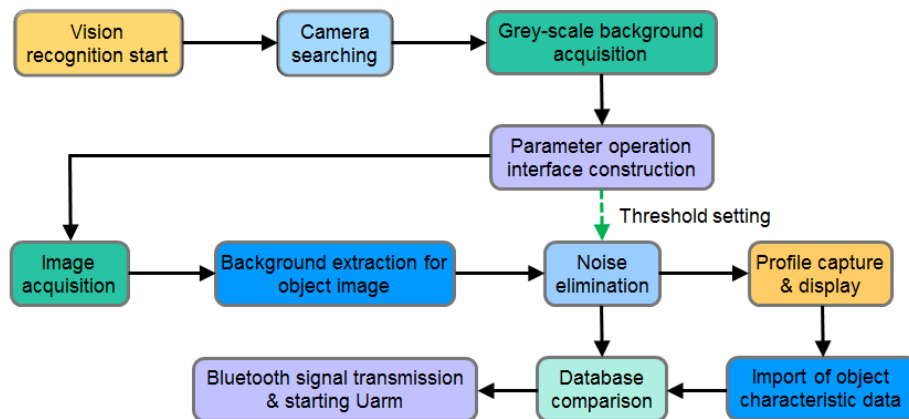 Vision
recognition start
Camera
searching
Grey-scale background
acquisition
Parameter operation
interface construction
Threshold setting
Image
acquisition
Background extraction for
object image
Noise
elimination
Profile capture
& display
Bluetooth signal transmission
& starting Uarm
Database
comparison
Import of object
characteristic data